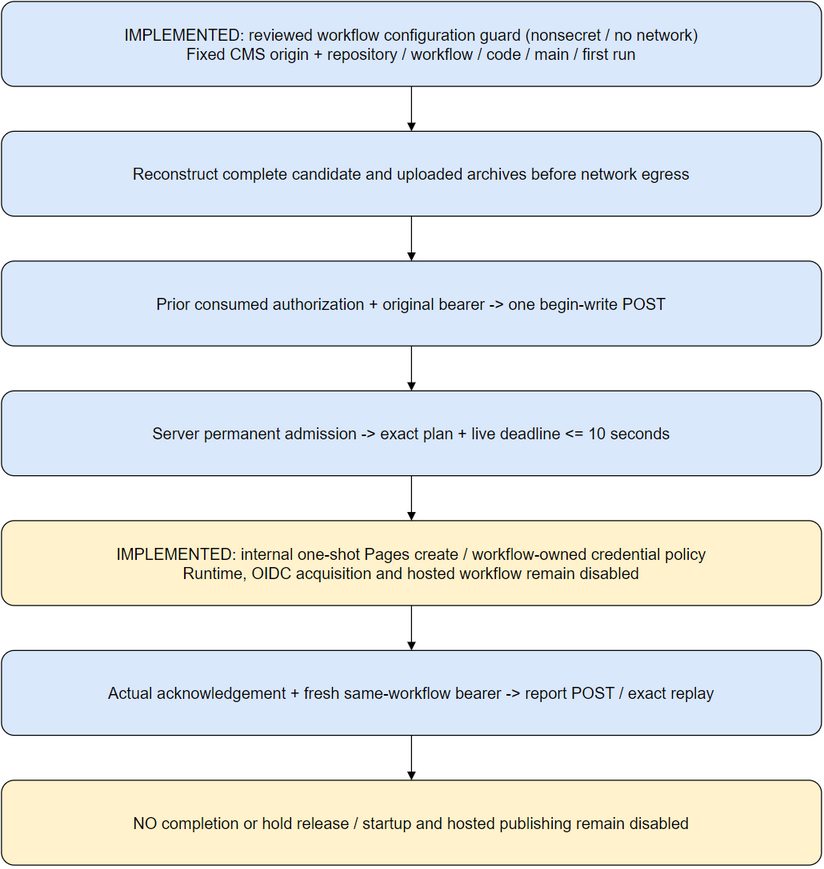 IMPLEMENTED: reviewed workflow configuration guard (nonsecret / no network)
Fixed CMS origin + repository / workflow / code / main / first run
Reconstruct complete candidate and uploaded archives before network egress
Prior consumed authorization + original bearer -> one begin-write POST
Server permanent admission -> exact plan + live deadline <= 10 seconds
IMPLEMENTED: internal one-shot Pages create / workflow-owned credential policy
Runtime, OIDC acquisition and hosted workflow remain disabled
Actual acknowledgement + fresh same-workflow bearer -> report POST / exact replay
NO completion or hold release / startup and hosted publishing remain disabled